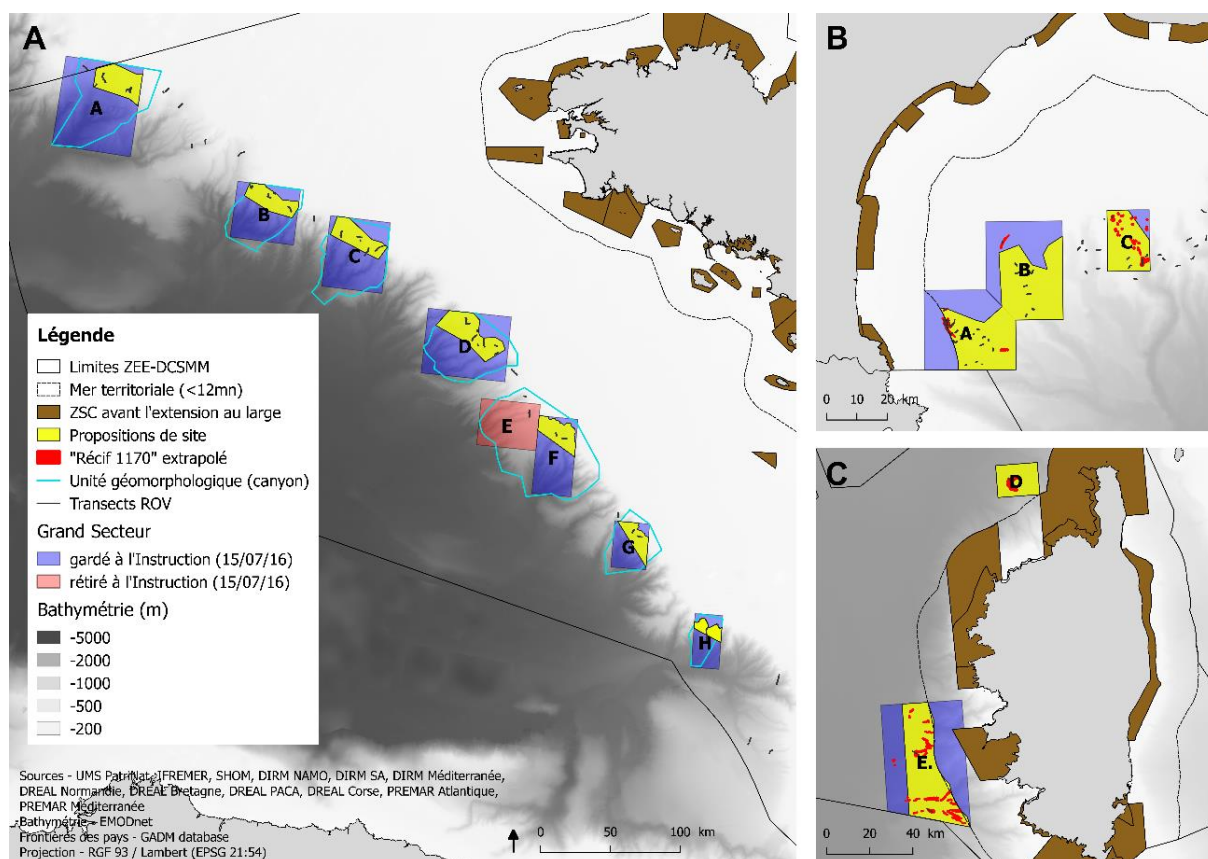 A
A
B
C
D
E
F
G
H
Légende
Limites ZEE-DCSMM
Mer territoriale (<12mn)
ZSC avant l'extension au large
Propositions de site
"Récif 1170" extrapolé
Unité géomorphologique (canyon)
Transects ROV
Grand Secteur
gardé à l'Instruction (15/07/16)
rétiré à l'Instruction (15/07/16)
Bathymétrie (m)
-5000
-2000
-1000
-500
-200
Sources - UMS PatriNat, IFREMER, SHOM, DIRM NAMO, DIRM SA, DIRM Méditerranée,
DREAL Normandie, DREAL Bretagne, DREAL PACA, DREAL Corse, PREMAR Atlantique,
PREMAR Méditerranée
Bathymétrie - EMODnet
Frontières des pays - GADM database
Projection - RGF 93 / Lambert (EPSG 21:54)
0 50 100 km
B
C
B
A
0 10 20 km
C
D
E.
0 20 40 km